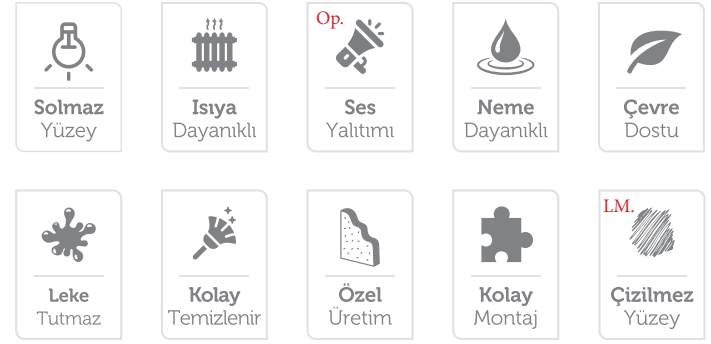 Solmaz
Yüzey
Isıya
Dayanıklı
Op.
Ses
Yalıtımı
Neme
Dayanıklı
Çevre
Dostu
Leke
Tutmaz
Kolay
Temizlenir
Özel
Üretim
Kolay
Montaj
LM.
Çizilmez
Yüzey